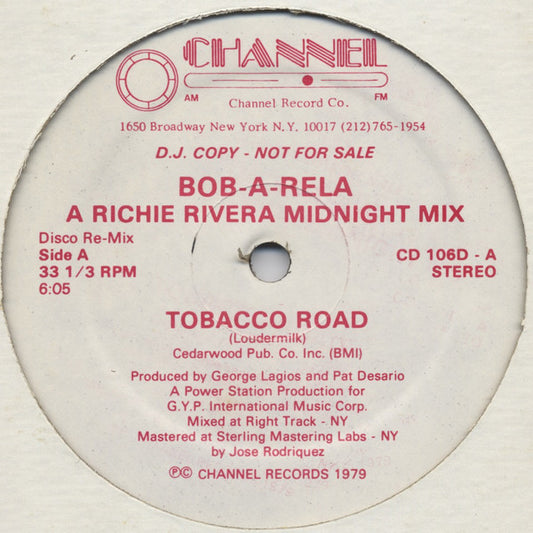 CHANNEL
AM
FM
Channel Record Co.
1650 Broadway New York N.Y. 10017 (212) 765-1954
D.J. COPY - NOT FOR SALE
BOB-A-RELA
A RICHIE RIVERA MIDNIGHT MIX
Disco Re-Mix
Side A
33 1/3 RPM
6:05
CD 106D - A
STEREO
TOBACCO ROAD
(Loudermilk)
Cedarwood Pub. Co. Inc. (BMI)
Produced by George Lagios and Pat Desario
A Power Station Production for
G.Y.P. International Music Corp.
Mixed at Right Track - NY
Mastered at Sterling Mastering Labs - NY
by Jose Rodriquez
℗© CHANNEL RECORDS 1979